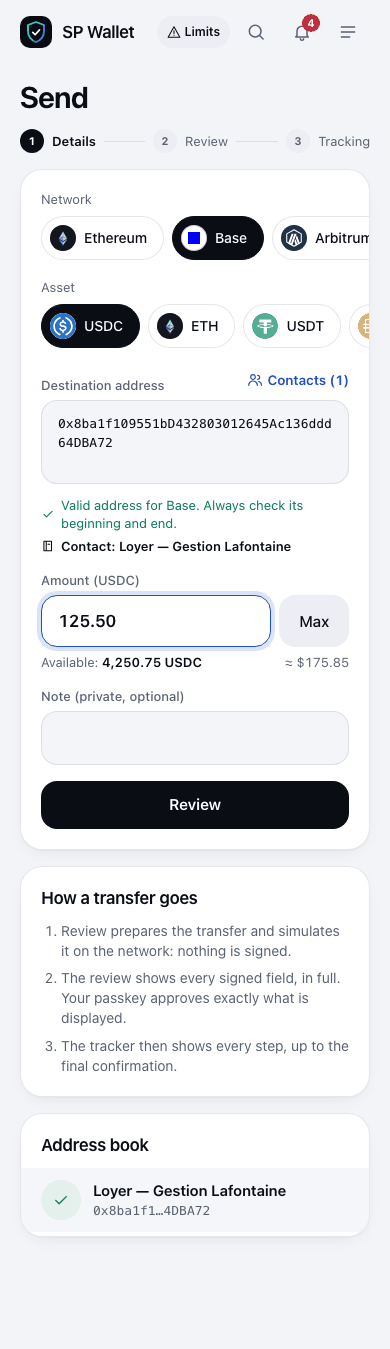 SP Wallet
Limits
4
Send
1 Details
2 Review
3 Tracking
Network
Ethereum
Base
Arbitrum
Asset
USDC
ETH
USDT
Destination address
Contacts (1)
0x8ba1f109551bD432803012645Ac136ddd
64DBA72
Valid address for Base. Always check its
beginning and end.
Contact: Loyer — Gestion Lafontaine
Amount (USDC)
125.50
Max
Available: 4,250.75 USDC
≈ $175.85
Note (private, optional)
Review
How a transfer goes
1. Review prepares the transfer and simulates
it on the network: nothing is signed.
2. The review shows every signed field, in full.
Your passkey approves exactly what is
displayed.
3. The tracker then shows every step, up to the
final confirmation.
Address book
Loyer — Gestion Lafontaine
0x8ba1f1…4DBA72